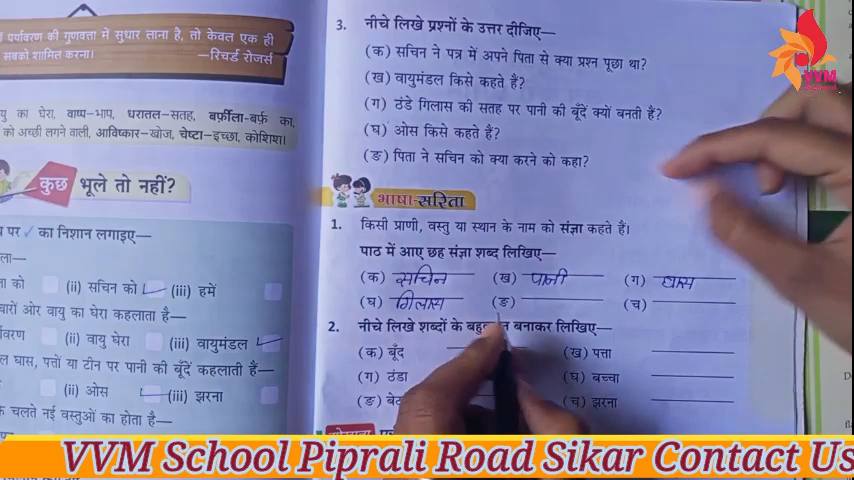 पर्यावरण की गुणवत्ता में सुधार लाना है, तो केवल एक ही
सबको शामिल करना।
—रिचर्ड रोजर्स
यु का घेरा, वाष्प–भाप, धरातल–सतह, बर्फ़ीला–बर्फ़ का,
को अच्छी लगने वाली, आविष्कार–खोज, चेष्टा–इच्छा, कोशिश।
कुछ भूले तो नहीं?
पर ✓ का निशान लगाइए—
ला—
ता को (ii) सचिन को (iii) हमें
चारों ओर वायु का घेरा कहलाता है—
र्यावरण (ii) वायु घेरा (iii) वायुमंडल
ल घास, पत्तों या टीन पर पानी की बूँदें कहलाती हैं—
(ii) ओस (iii) झरना
के चलते नई वस्तुओं का होता है—
3. नीचे लिखे प्रश्नों के उत्तर दीजिए—
(क) सचिन ने पत्र में अपने पिता से क्या प्रश्न पूछा था?
(ख) वायुमंडल किसे कहते हैं?
(ग) ठंडे गिलास की सतह पर पानी की बूँदें क्यों बनती हैं?
(घ) ओस किसे कहते हैं?
(ङ) पिता ने सचिन को क्या करने को कहा?
भाषा-सरिता
1. किसी प्राणी, वस्तु या स्थान के नाम को संज्ञा कहते हैं।
पाठ में आए छह संज्ञा शब्द लिखिए—
(क) सचिन (ख) पानी (ग) घास
(घ) गिलास (ङ) (च)
2. नीचे लिखे शब्दों के बनाकर लिखिए—
(क) बूँद (ख) पत्ता
(ग) ठंडा (घ) बच्चा
(ङ) (च) झरना
VVM
School
VVM School Piprali Road Sikar Contact Us